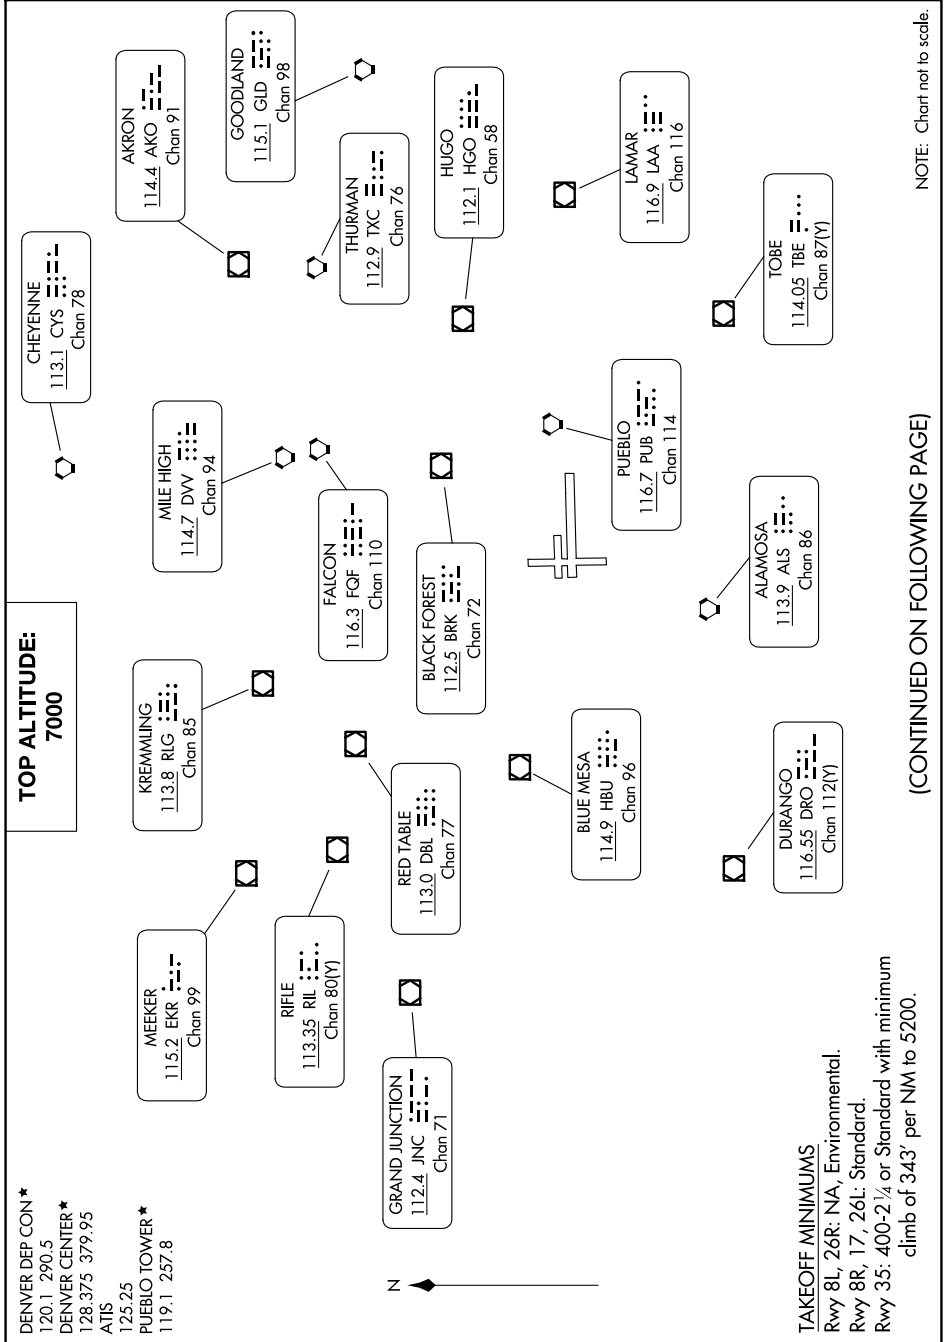 DENVER DEP CON★
120.1 290.5
DENVER CENTER★
128.375 379.95
ATIS
125.25
PUEBLO TOWER★
119.1 257.8
TOP ALTITUDE:
7000
CHEYENNE
113.1 CYS
Chan 78
AKRON
114.4 AKO
Chan 91
GOODLAND
115.1 GLD
Chan 98
MEEKER
115.2 EKR
Chan 99
KREMMLING
113.8 RLG
Chan 85
MILE HIGH
114.7 DVV
Chan 94
THURMAN
112.9 TXC
Chan 76
RIFLE
113.35 RIL
Chan 80(Y)
FALCON
116.3 FQF
Chan 110
HUGO
112.1 HGO
Chan 58
GRAND JUNCTION
112.4 JNC
Chan 71
RED TABLE
113.0 DBL
Chan 77
BLACK FOREST
112.5 BRK
Chan 72
BLUE MESA
114.9 HBU
Chan 96
PUEBLO
116.7 PUB
Chan 114
LAMAR
116.9 LAA
Chan 116
DURANGO
116.55 DRO
Chan 112(Y)
ALAMOSA
113.9 ALS
Chan 86
TOBE
114.05 TBE
Chan 87(Y)
N
TAKEOFF MINIMUMS
Rwy 8L, 26R: NA, Environmental.
Rwy 8R, 17, 26L: Standard.
Rwy 35: 400-2¼ or Standard with minimum
climb of 343' per NM to 5200.
(CONTINUED ON FOLLOWING PAGE)
NOTE: Chart not to scale.